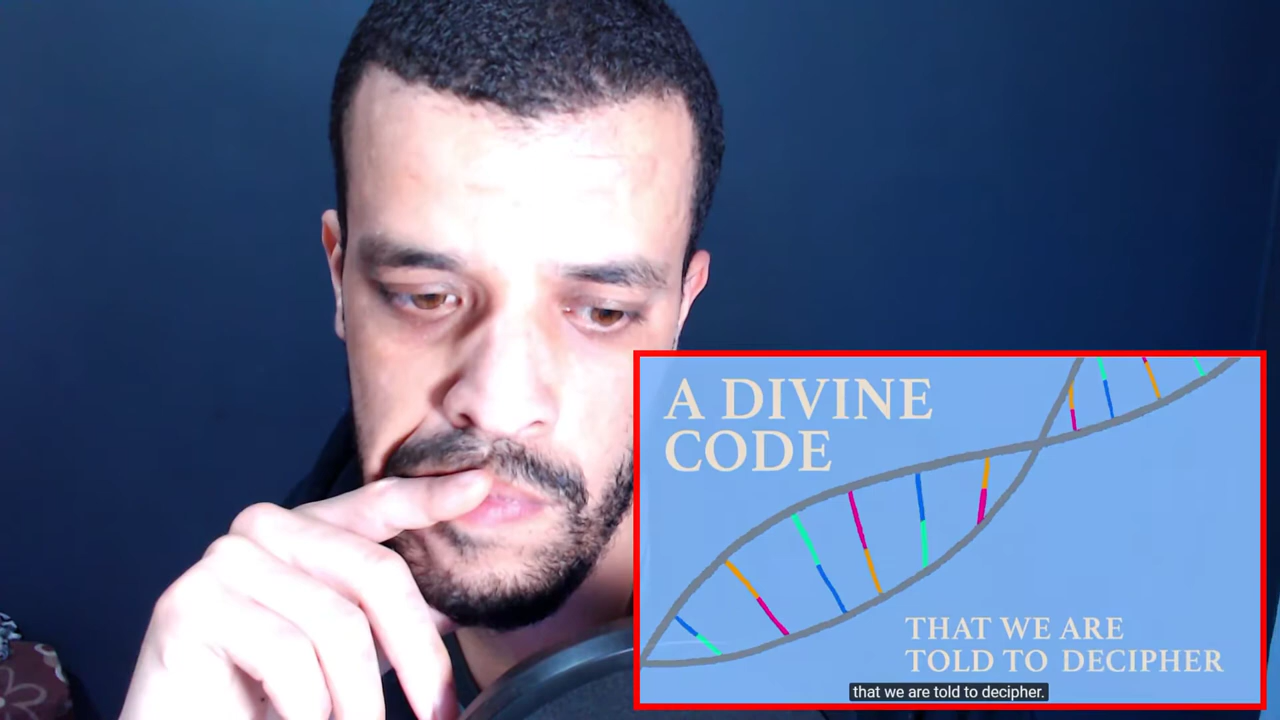 A DIVINE
CODE
THAT WE ARE
TOLD TO DECIPHER
that we are told to decipher.